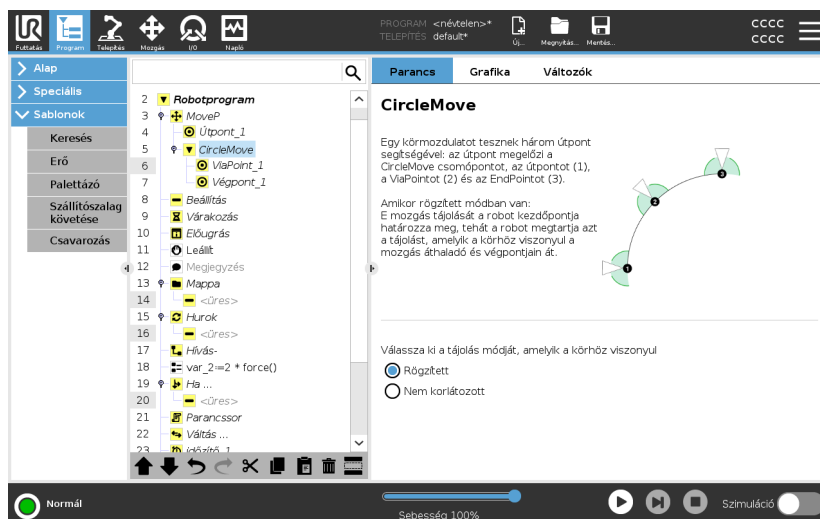 PROGRAM <névtelen>*
TELEPÍTÉS default*
CCCC
CCCC
Futtatás Program Telepítés Mozgás I/O Napló
Új... Megnyitás... Mentés...
Alap
Speciális
Sablonok
Keresés
Erő
Palettázó
Szállítószalag
követése
Csavarozás
2 Robotprogram
3 MoveP
4 Útpont_1
5 CircleMove
6 ViaPoint_1
7 Végpont_1
8 Beállítás
9 Várakozás
10 Előugrás
11 Leállít
12 Megjegyzés
13 Mappa
14 <üres>
15 Hurok
16 <üres>
17 Hívás-
18 var_2≔2 * force()
19 Ha ...
20 <üres>
21 Parancssor
22 Váltás ...
23 időzítő_1
Parancs Grafika Változók
CircleMove
Egy körmozdulatot tesznek három útpont
segítségével: az útpont megelőzi a
CircleMove csomópontot, az útpontot (1),
a ViaPointot (2) és az EndPointot (3).
Amikor rögzített módban van:
E mozgás tájolását a robot kezdőpontja
határozza meg, tehát a robot megtartja azt
a tájolást, amelyik a körhöz viszonyul a
mozgás áthaladó és végpontjain át.
3
2
1
Válassza ki a tájolás módját, amelyik a körhöz viszonyul
Rögzített
Nem korlátozott
Normál
Sebesség 100%
Szimuláció